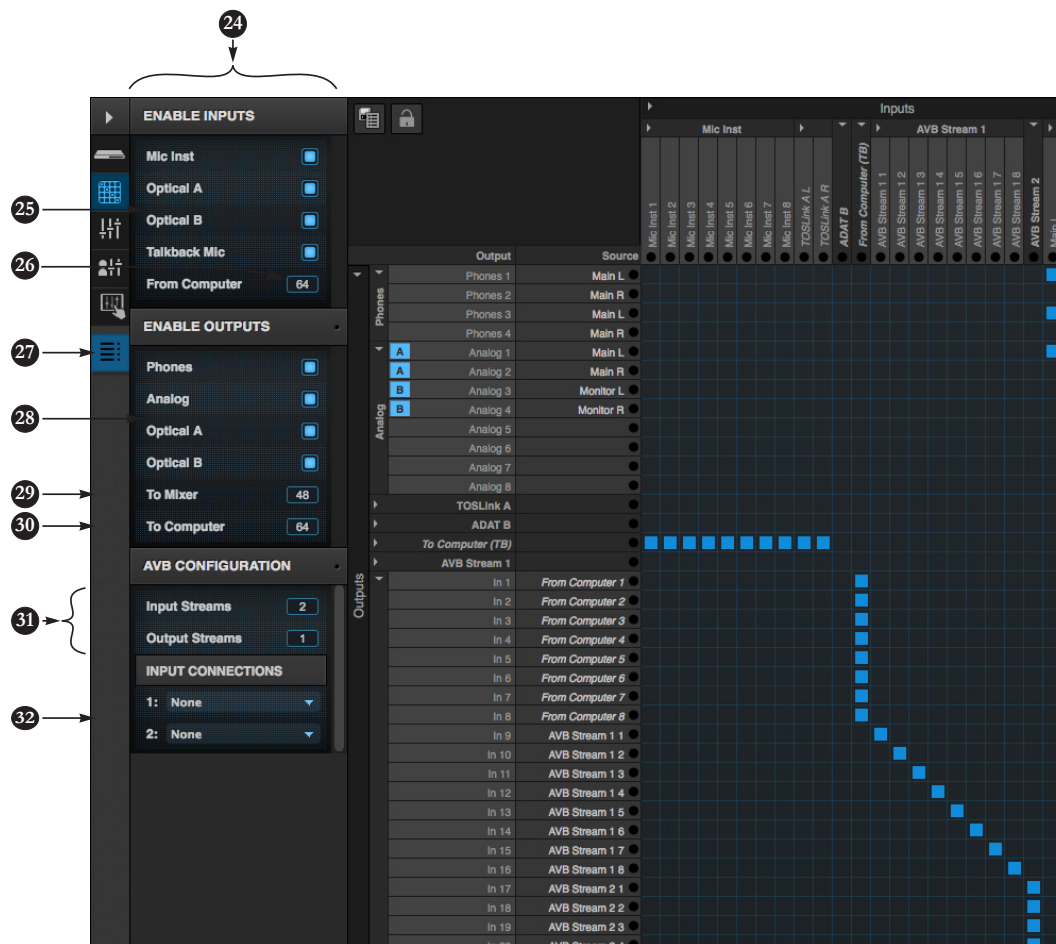 24
ENABLE INPUTS
Mic Inst
Optical A
Optical B
Talkback Mic
From Computer 64
ENABLE OUTPUTS
Phones
Analog
Optical A
Optical B
To Mixer 48
To Computer 64
AVB CONFIGURATION
Input Streams 2
Output Streams 1
INPUT CONNECTIONS
1: None
2: None
25
26
27
28
29
30
31
32
Inputs
Mic Inst
AVB Stream 1
Mic Inst 1
Mic Inst 2
Mic Inst 3
Mic Inst 4
Mic Inst 5
Mic Inst 6
Mic Inst 7
Mic Inst 8
TOSLink A L
TOSLink A R
ADAT B
From Computer (TB)
AVB Stream 1 1
AVB Stream 1 2
AVB Stream 1 3
AVB Stream 1 4
AVB Stream 1 5
AVB Stream 1 6
AVB Stream 1 7
AVB Stream 1 8
AVB Stream 2
Main L
Output Source
Outputs
Phones
Phones 1 Main L
Phones 2 Main R
Phones 3 Main L
Phones 4 Main R
Analog
A Analog 1 Main L
A Analog 2 Main R
B Analog 3 Monitor L
B Analog 4 Monitor R
Analog 5
Analog 6
Analog 7
Analog 8
TOSLink A
ADAT B
To Computer (TB)
AVB Stream 1
In 1 From Computer 1
In 2 From Computer 2
In 3 From Computer 3
In 4 From Computer 4
In 5 From Computer 5
In 6 From Computer 6
In 7 From Computer 7
In 8 From Computer 8
In 9 AVB Stream 1 1
In 10 AVB Stream 1 2
In 11 AVB Stream 1 3
In 12 AVB Stream 1 4
In 13 AVB Stream 1 5
In 14 AVB Stream 1 6
In 15 AVB Stream 1 7
In 16 AVB Stream 1 8
In 17 AVB Stream 2 1
In 18 AVB Stream 2 2
In 19 AVB Stream 2 3